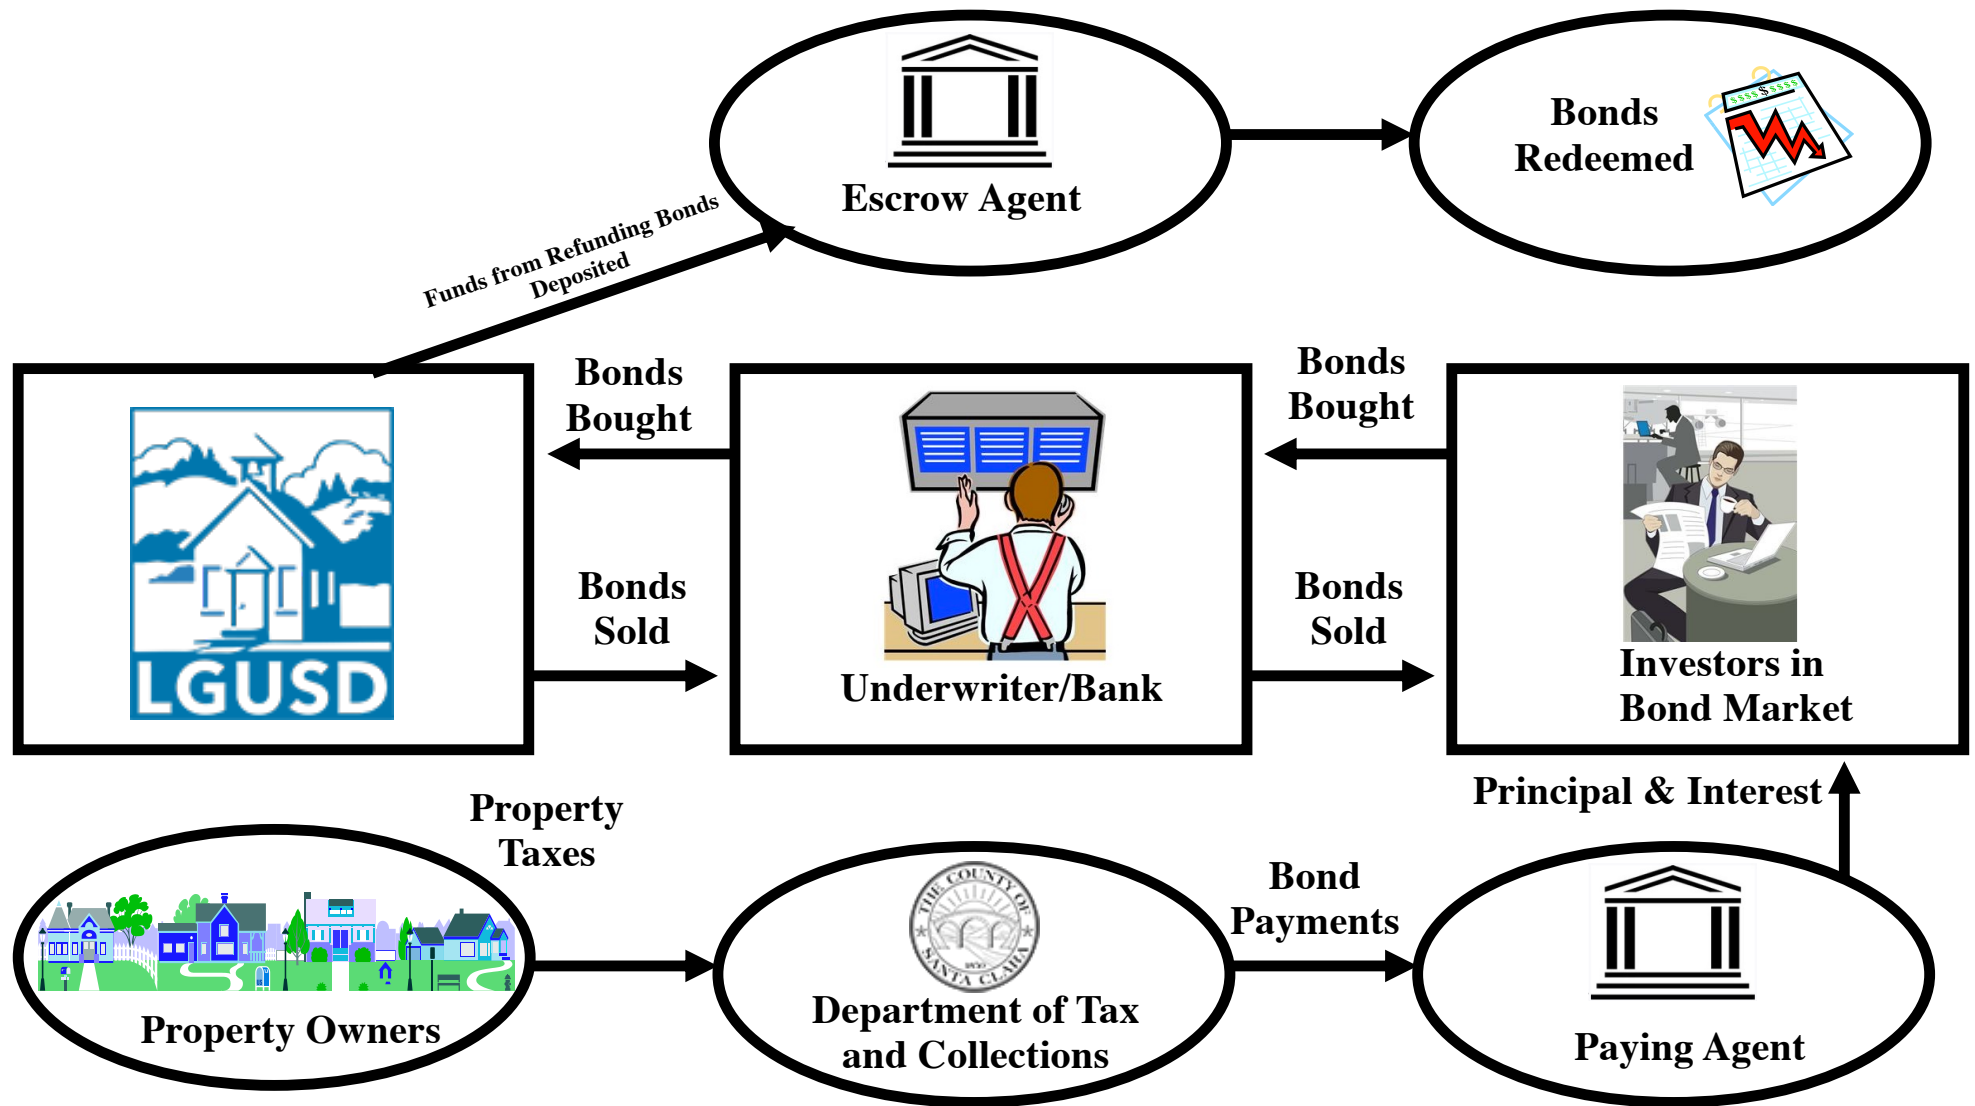 Escrow Agent
Bonds
Redeemed
$$$$$$$$$
Funds from Refunding Bonds
Deposited
Bonds
Bought
Bonds
Bought
LGUSD
Bonds
Sold
Underwriter/Bank
Bonds
Sold
Investors in
Bond Market
Principal & Interest
Property
Taxes
Property Owners
THE COUNTY OF
SANTA CLARA
1850
Department of Tax
and Collections
Bond
Payments
Paying Agent